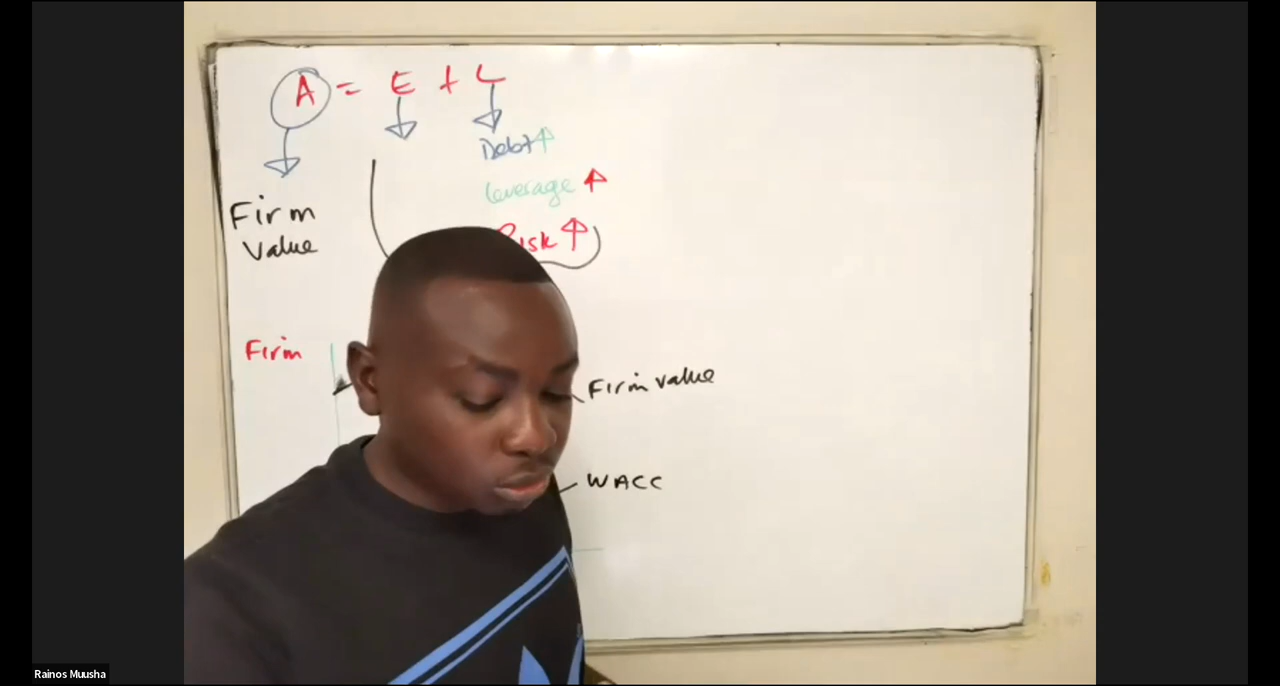 A = E + L
Debt
Leverage
Risk
Firm
Value
Firm
Firm value
WACC
Rainos Muusha